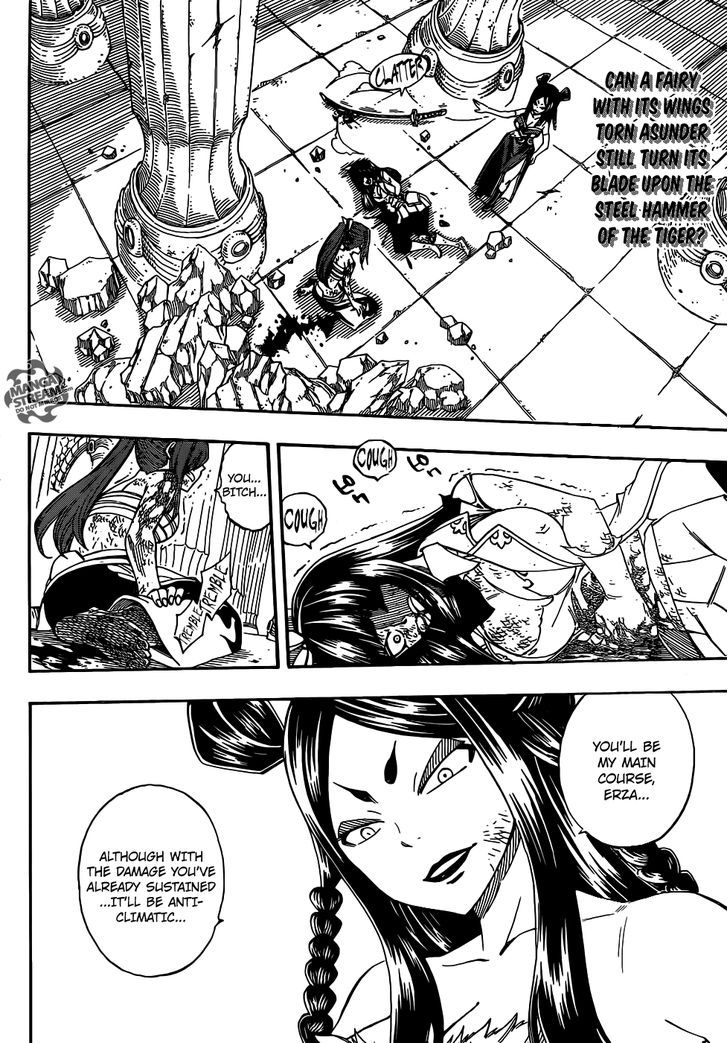 CLATTER
CAN A FAIRY
WITH ITS WINGS
TORN ASUNDER
STILL TURN ITS
BLADE UPON THE
STEEL HAMMER
OF THE TIGER?
MANGA
STREAM
YOU...
BITCH...
TREMBLE
TREMBLE
COUGH
COUGH
YOU'LL BE
MY MAIN
COURSE,
ERZA...
ALTHOUGH WITH
THE DAMAGE YOU'VE
ALREADY SUSTAINED
...IT'LL BE ANTI-
CLIMATIC...